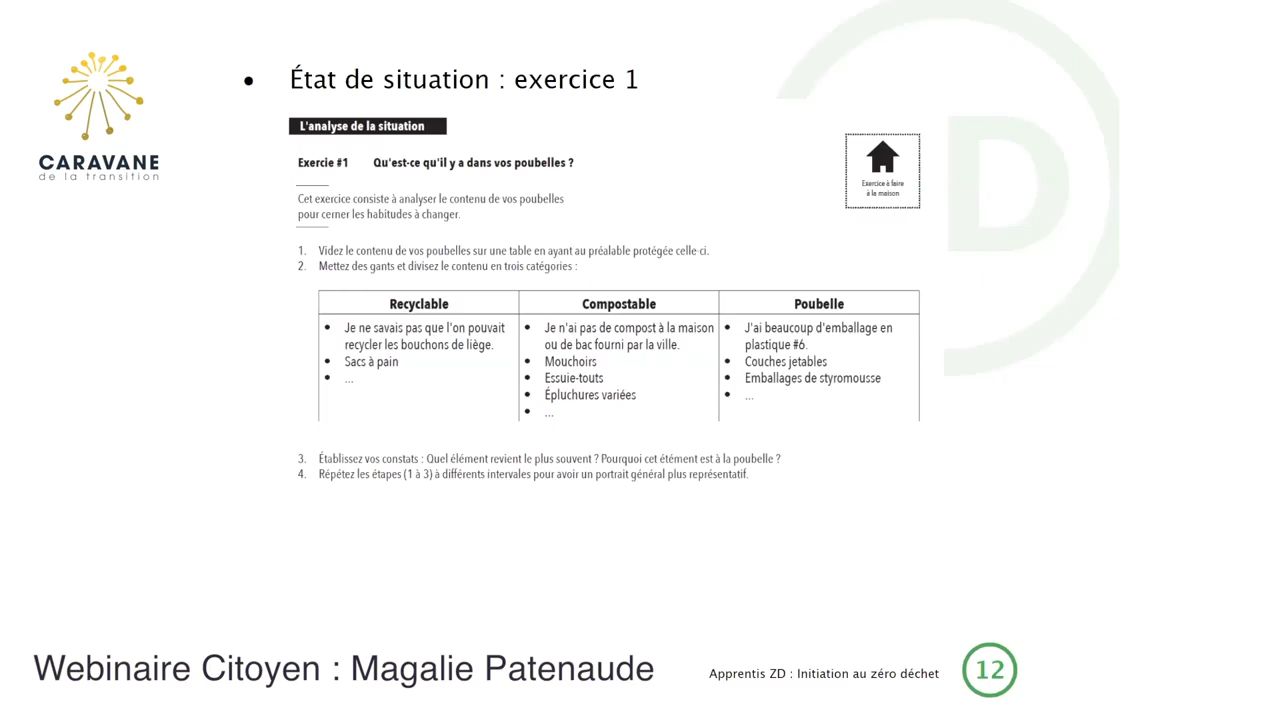 CARAVANE
de la transition
• État de situation : exercice 1
L'analyse de la situation
Exercie #1 Qu'est-ce qu'il y a dans vos poubelles ?
Exercice à faire
à la maison
Cet exercice consiste à analyser le contenu de vos poubelles
pour cerner les habitudes à changer.
1. Videz le contenu de vos poubelles sur une table en ayant au préalable protégée celle-ci.
2. Mettez des gants et divisez le contenu en trois catégories :
Recyclable
• Je ne savais pas que l'on pouvait
recycler les bouchons de liège.
• Sacs à pain
• ...
Compostable
• Je n'ai pas de compost à la maison
ou de bac fourni par la ville.
• Mouchoirs
• Essuie-touts
• Épluchures variées
• ...
Poubelle
• J'ai beaucoup d'emballage en
plastique #6.
• Couches jetables
• Emballages de styromousse
• ...
3. Établissez vos constats : Quel élément revient le plus souvent ? Pourquoi cet étément est à la poubelle ?
4. Répétez les étapes (1 à 3) à différents intervales pour avoir un portrait général plus représentatif.
D
Webinaire Citoyen : Magalie Patenaude
Apprentis ZD : Initiation au zéro déchet
12